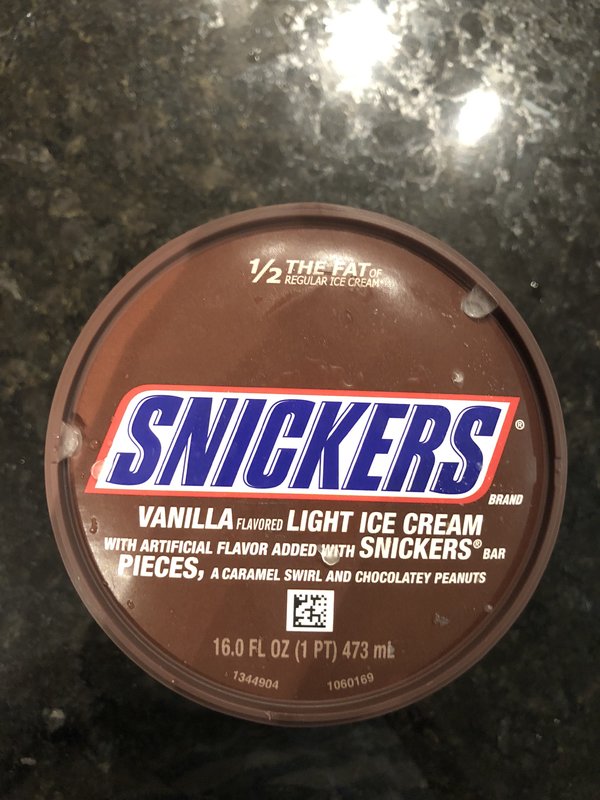 1/2 THE FAT OF
REGULAR ICE CREAM*
SNICKERS®
BRAND
VANILLA FLAVORED LIGHT ICE CREAM
WITH ARTIFICIAL FLAVOR ADDED WITH SNICKERS® BAR
PIECES, A CARAMEL SWIRL AND CHOCOLATEY PEANUTS
16.0 FL OZ (1 PT) 473 mL
1344904 1060169